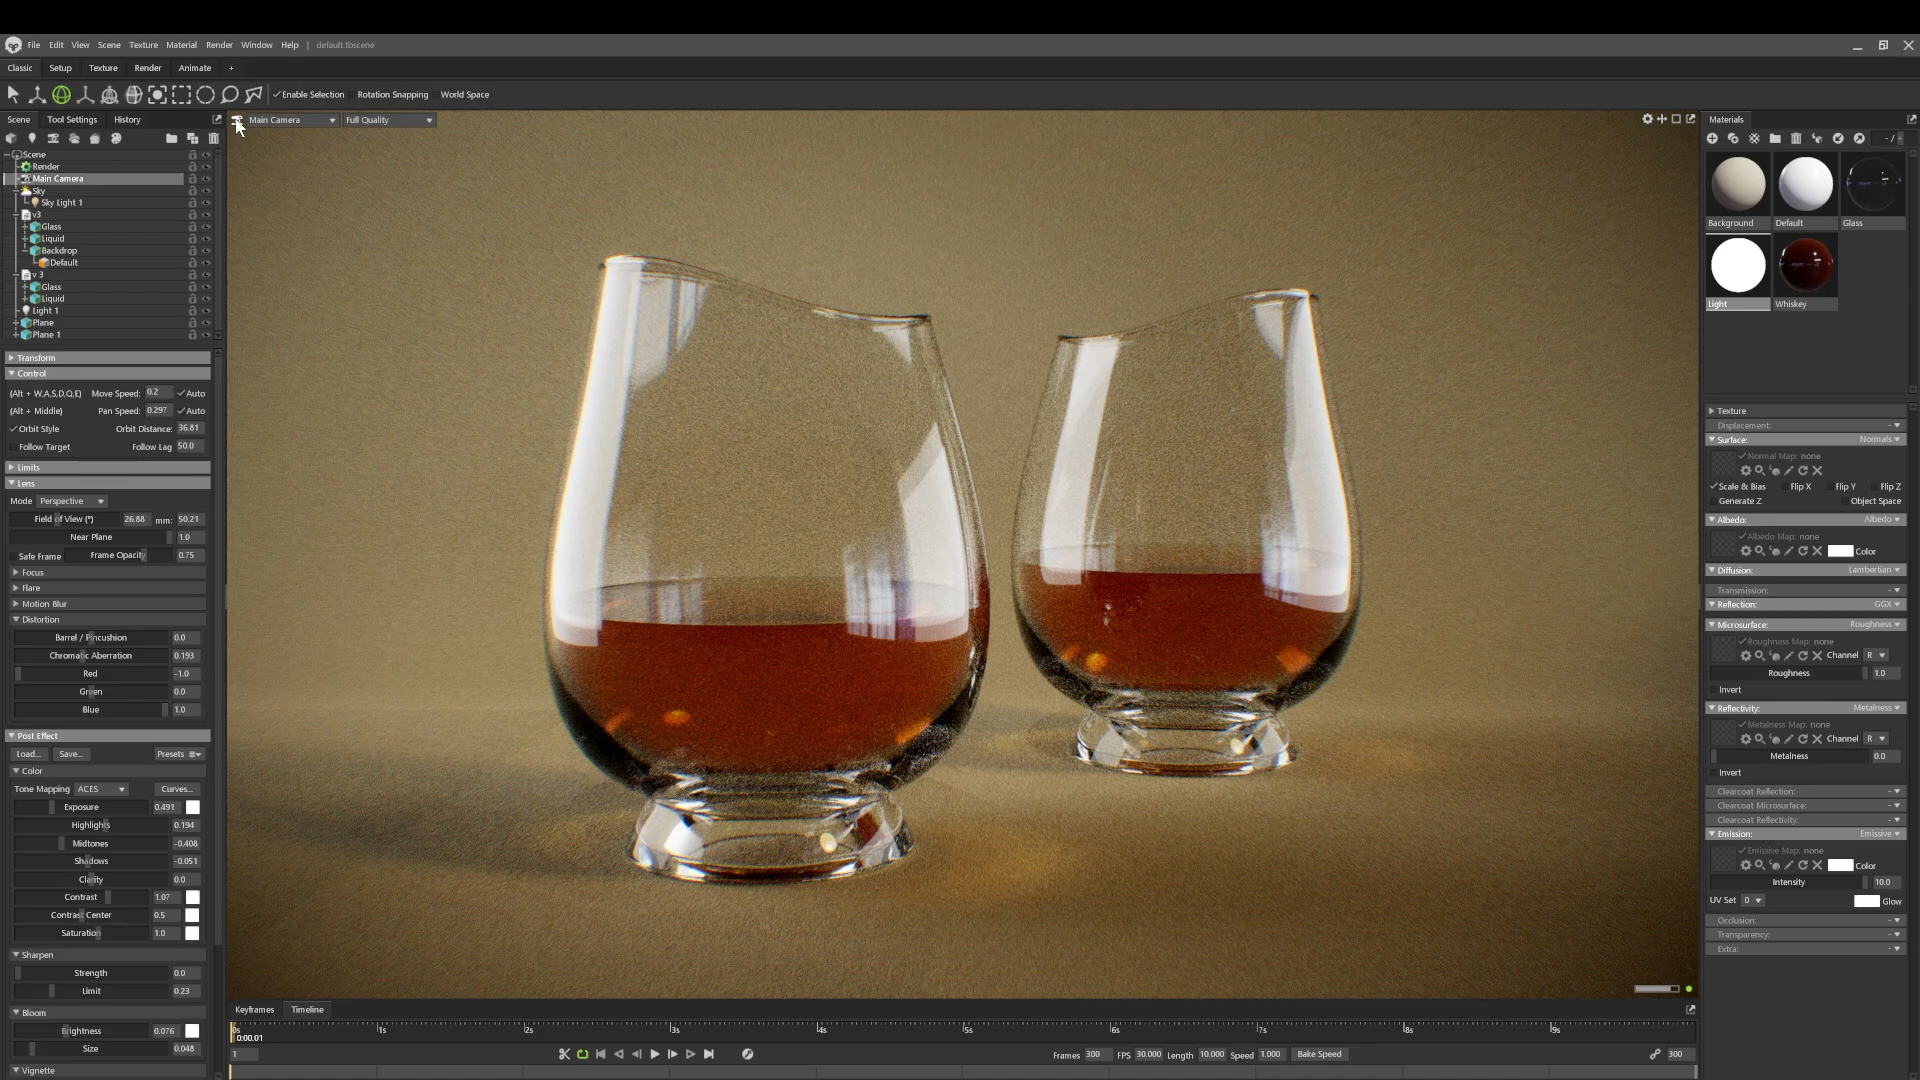 File Edit View Scene Texture Material Render Window Help | default.tbscene
Classic Setup Texture Render Animate +
Enable Selection Rotation Snapping World Space
Scene Tool Settings History
Main Camera Full Quality
Scene
Render
Main Camera
Sky
Sky Light 1
v3
Glass
Liquid
Backdrop
Default
v 3
Glass
Liquid
Light 1
Plane
Plane 1
Transform
Control
(Alt + W,A,S,D,Q,E) Move Speed: 0.2 Auto
(Alt + Middle) Pan Speed: 0.297 Auto
Orbit Style Orbit Distance: 36.81
Follow Target Follow Lag 50.0
Limits
Lens
Mode Perspective
Field of View (°) 26.88 mm: 50.21
Near Plane 1.0
Safe Frame Frame Opacity 0.75
Focus
Flare
Motion Blur
Distortion
Barrel / Pincushion 0.0
Chromatic Aberration 0.193
Red -1.0
Green 0.0
Blue 1.0
Post Effect
Load... Save... Presets
Color
Tone Mapping ACES Curves...
Exposure 0.491
Highlights 0.194
Midtones -0.408
Shadows -0.051
Clarity 0.0
Contrast 1.07
Contrast Center 0.5
Saturation 1.0
Sharpen
Strength 0.0
Limit 0.23
Bloom
Brightness 0.076
Size 0.048
Vignette
Keyframes Timeline
0s 1s 2s 3s 4s 5s 6s 7s 8s 9s
0:00.01
1
Frames 300 FPS 30.000 Length 10.000 Speed 1.000 Bake Speed 300
Materials
- /
Background Default Glass
Light Whiskey
Texture
Displacement: -
Surface: Normals
Normal Map: none
Scale & Bias Flip X Flip Y Flip Z
Generate Z Object Space
Albedo: Albedo
Albedo Map: none
Color
Diffusion: Lambertian
Transmission: -
Reflection: GGX
Microsurface: Roughness
Roughness Map: none
Channel R
Roughness 1.0
Invert
Reflectivity: Metalness
Metalness Map: none
Channel R
Metalness 0.0
Invert
Clearcoat Reflection: -
Clearcoat Microsurface: -
Clearcoat Reflectivity: -
Emission: Emissive
Emissive Map: none
Color
Intensity 10.0
UV Set 0 Glow
Occlusion: -
Transparency: -
Extra: -